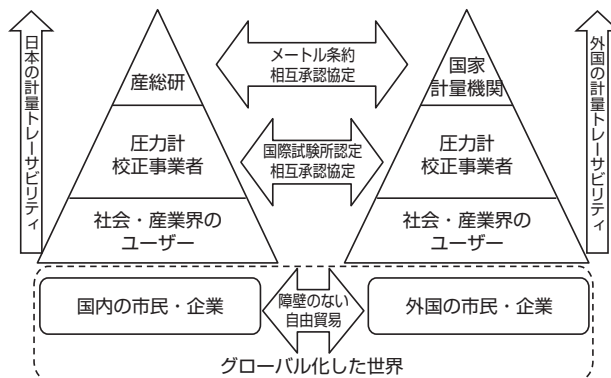 日本の計量トレーサビリティ
産総研
圧力計
校正事業者
社会・産業界の
ユーザー
メートル条約
相互承認協定
国際試験所認定
相互承認協定
国家
計量機関
圧力計
校正事業者
社会・産業界の
ユーザー
外国の計量トレーサビリティ
国内の市民・企業
障壁のない
自由貿易
外国の市民・企業
グローバル化した世界